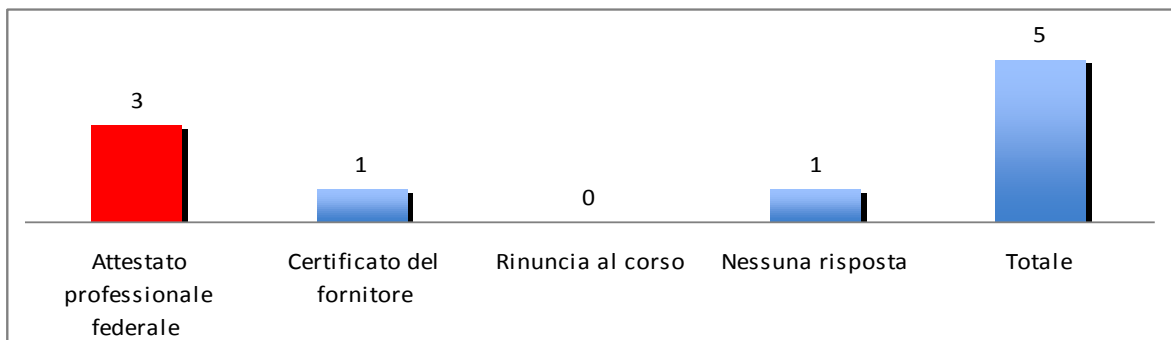 5
3
1
1
0
Attestato
professionale
federale
Certificato del
fornitore
Rinuncia al corso
Nessuna risposta
Totale